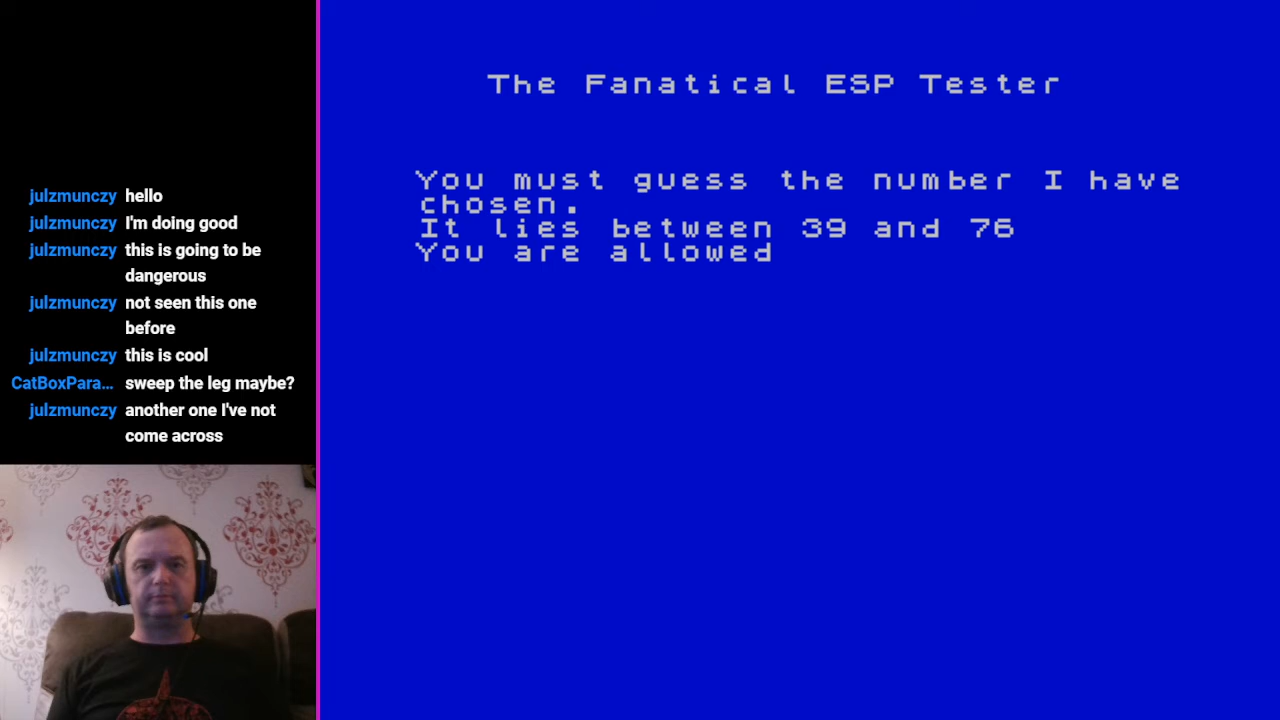 The Fanatical ESP Tester
You must guess the number I have
chosen.
It lies between 39 and 76
You are allowed
julzmunczy hello
julzmunczy I'm doing good
julzmunczy this is going to be
dangerous
julzmunczy not seen this one
before
julzmunczy this is cool
CatBoxPara... sweep the leg maybe?
julzmunczy another one I've not
come across